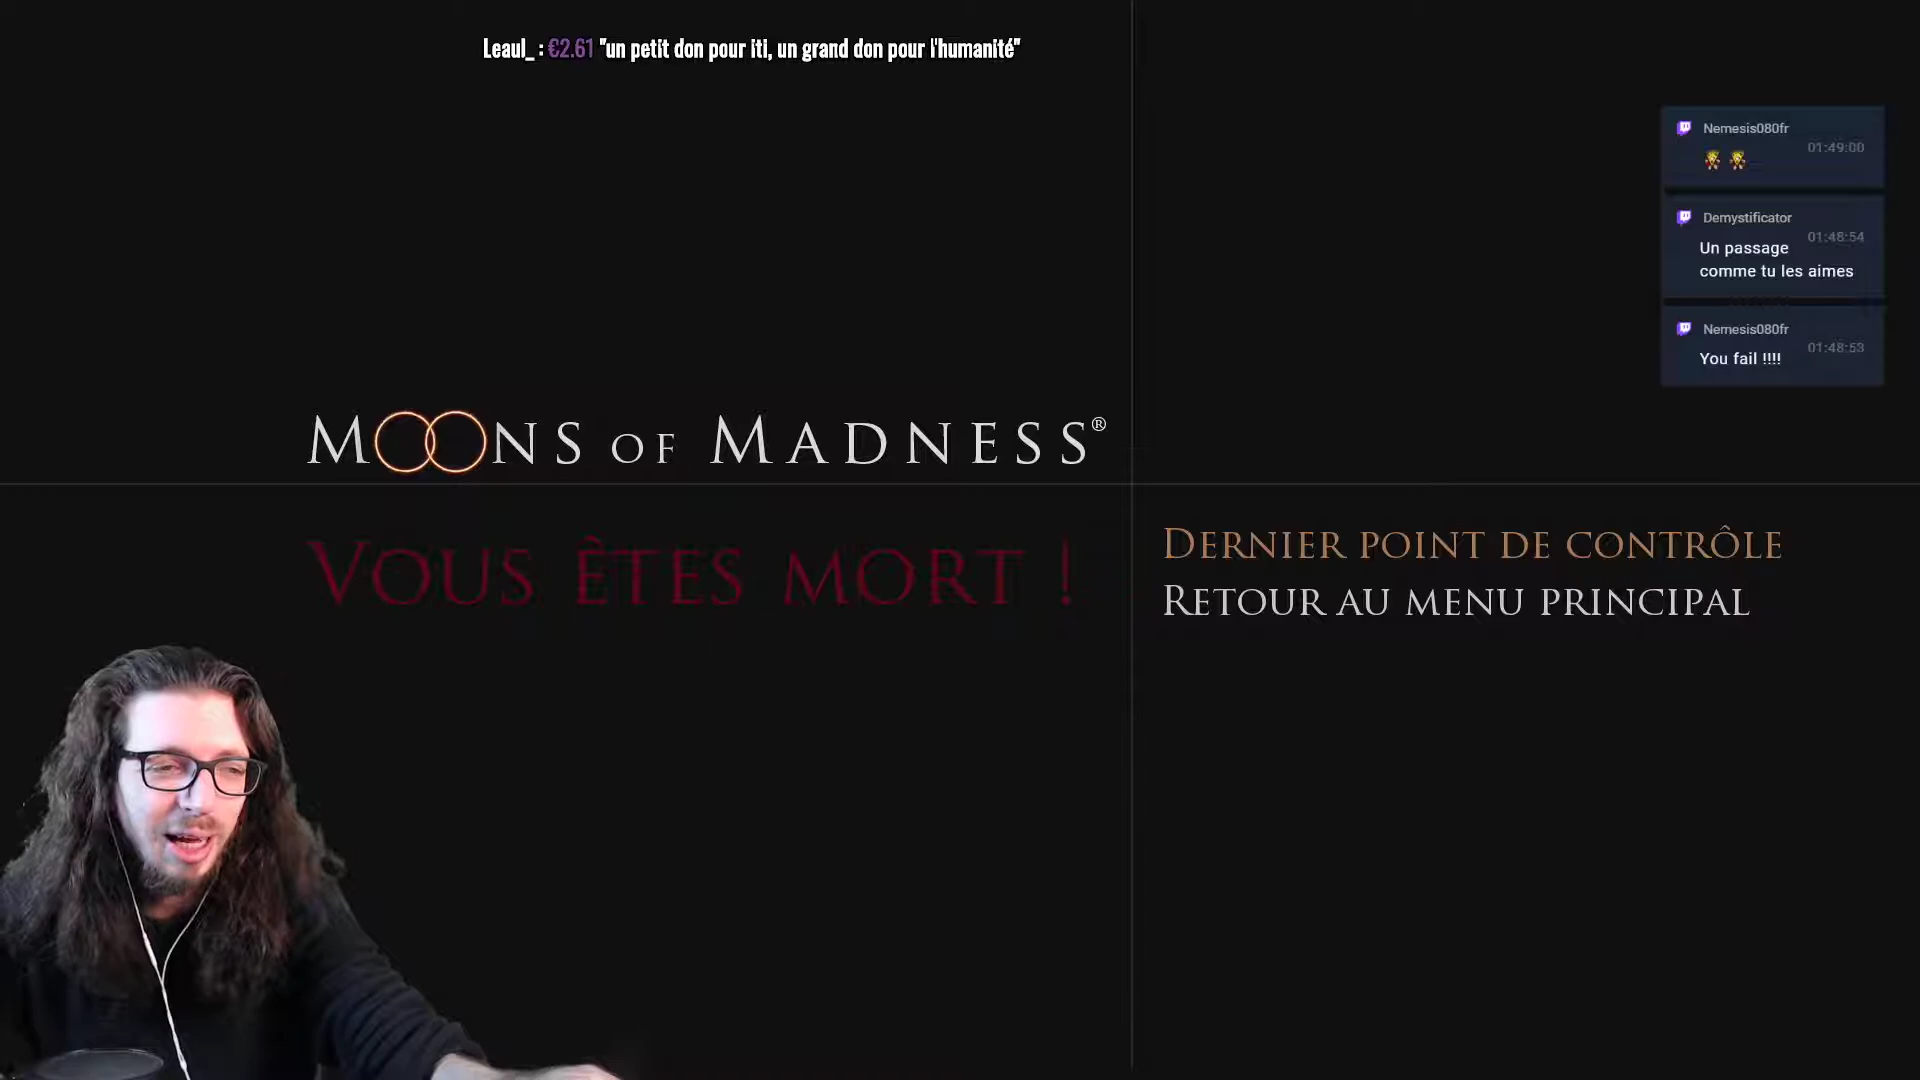 Leaul_ : €2.61 "un petit don pour iti, un grand don pour l'humanité"
Nemesis080fr
01:49:00
Demystificator
01:48:54
Un passage
comme tu les aimes
Nemesis080fr
01:48:53
You fail !!!!
MOONS OF MADNESS®
VOUS ÊTES MORT !
DERNIER POINT DE CONTRÔLE
RETOUR AU MENU PRINCIPAL